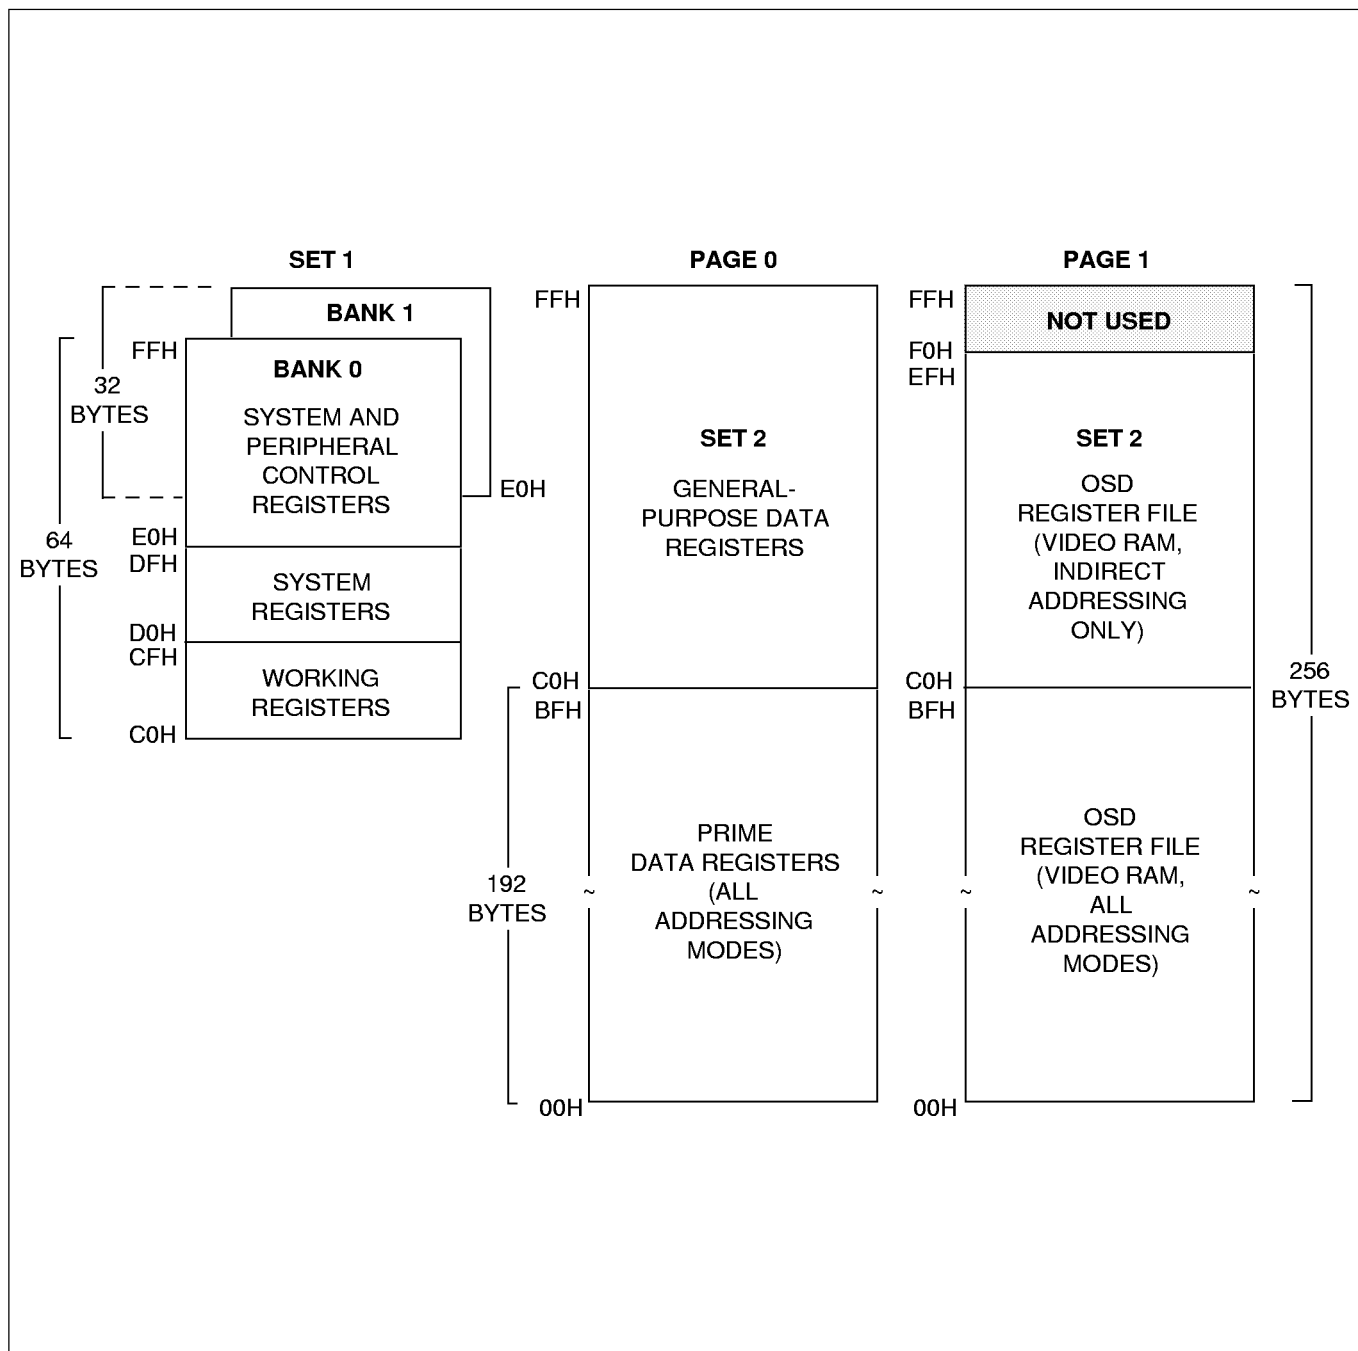 SET 1
BANK 1
BANK 0
SYSTEM AND
PERIPHERAL
CONTROL
REGISTERS
SYSTEM
REGISTERS
WORKING
REGISTERS
FFH
E0H
DFH
D0H
CFH
C0H
E0H
32
BYTES
64
BYTES
PAGE 0
FFH
SET 2
GENERAL-
PURPOSE DATA
REGISTERS
C0H
BFH
PRIME
DATA REGISTERS
(ALL
ADDRESSING
MODES)
~ ~
00H
192
BYTES
PAGE 1
FFH
NOT USED
F0H
EFH
SET 2
OSD
REGISTER FILE
(VIDEO RAM,
INDIRECT
ADDRESSING
ONLY)
C0H
BFH
OSD
REGISTER FILE
(VIDEO RAM,
ALL
ADDRESSING
MODES)
~ ~
00H
256
BYTES